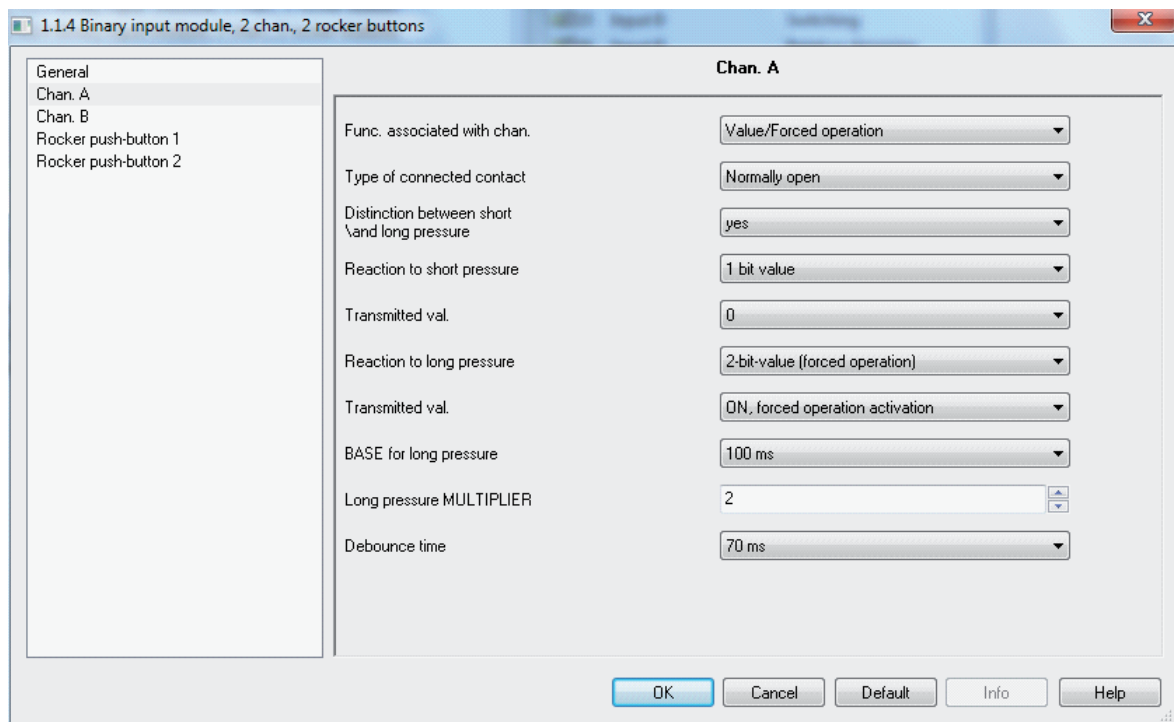 1.1.4 Binary input module, 2 chan., 2 rocker buttons
General
Chan. A
Chan. B
Rocker push-button 1
Rocker push-button 2
Chan. A
Func. associated with chan. Value/Forced operation
Type of connected contact Normally open
Distinction between short
\and long pressure yes
Reaction to short pressure 1 bit value
Transmitted val. 0
Reaction to long pressure 2-bit-value (forced operation)
Transmitted val. ON, forced operation activation
BASE for long pressure 100 ms
Long pressure MULTIPLIER 2
Debounce time 70 ms
OK Cancel Default Info Help